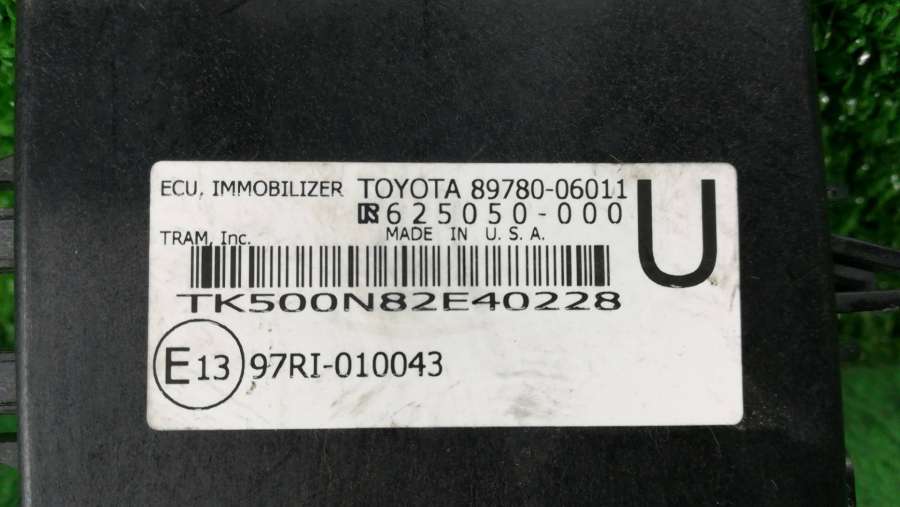 ECU, IMMOBILIZER TOYOTA 89780-06011
625050-000
TRAM, Inc. MADE IN U.S.A.
U
TK500N82E40228
E13 97RI-010043